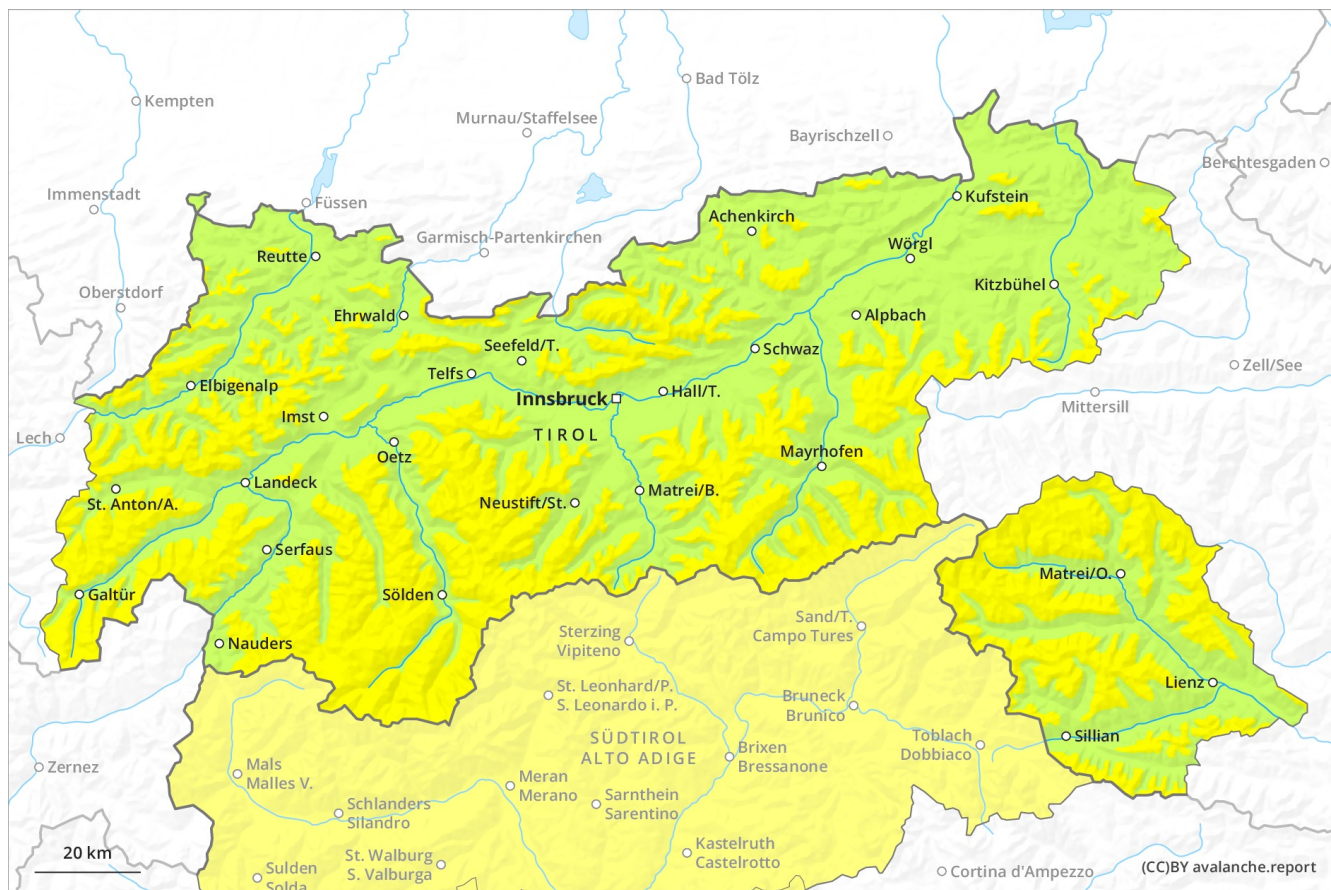 Kempten
Bad Tölz
Murnau/Staffelsee
Bayrischzell
Berchtesgaden
Immenstadt
Füssen
Kufstein
Achenkirch
Garmisch-Partenkirchen
Wörgl
Reutte
Oberstdorf
Kitzbühel
Ehrwald
Alpbach
Seefeld/T.
Schwaz
Zell/See
Telfs
Elbigenalp
Innsbruck
Hall/T.
Mittersill
Imst
Lech
TIROL
Oetz
Mayrhofen
Landeck
St. Anton/A.
Neustift/St.
Matrei/B.
Serfaus
Matrei/O.
Galtür
Sölden
Sand/T.
Campo Tures
Sterzing
Vipiteno
Nauders
Lienz
St. Leonhard/P.
S. Leonardo i. P.
Bruneck
Brunico
SÜDTIROL
ALTO ADIGE
Toblach
Dobbiaco
Sillian
Brixen
Bressanone
Zernez
Mals
Malles V.
Meran
Merano
Sarnthein
Sarentino
Schlanders
Silandro
Kastelruth
Castelrotto
20 km
St. Walburg
S. Valburga
Sulden
Solda
Cortina d'Ampezzo
(CC)BY avalanche.report